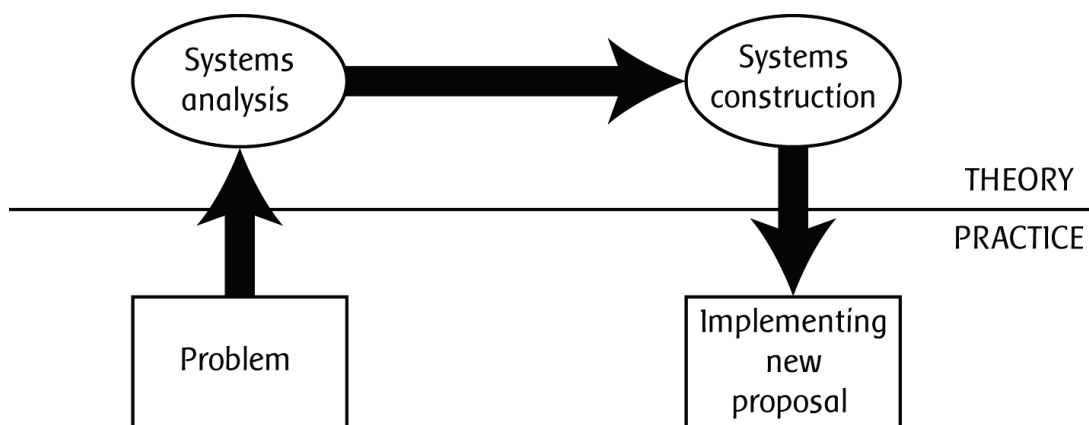 Systems
analysis
Systems
construction
THEORY
PRACTICE
Problem
Implementing
new
proposal